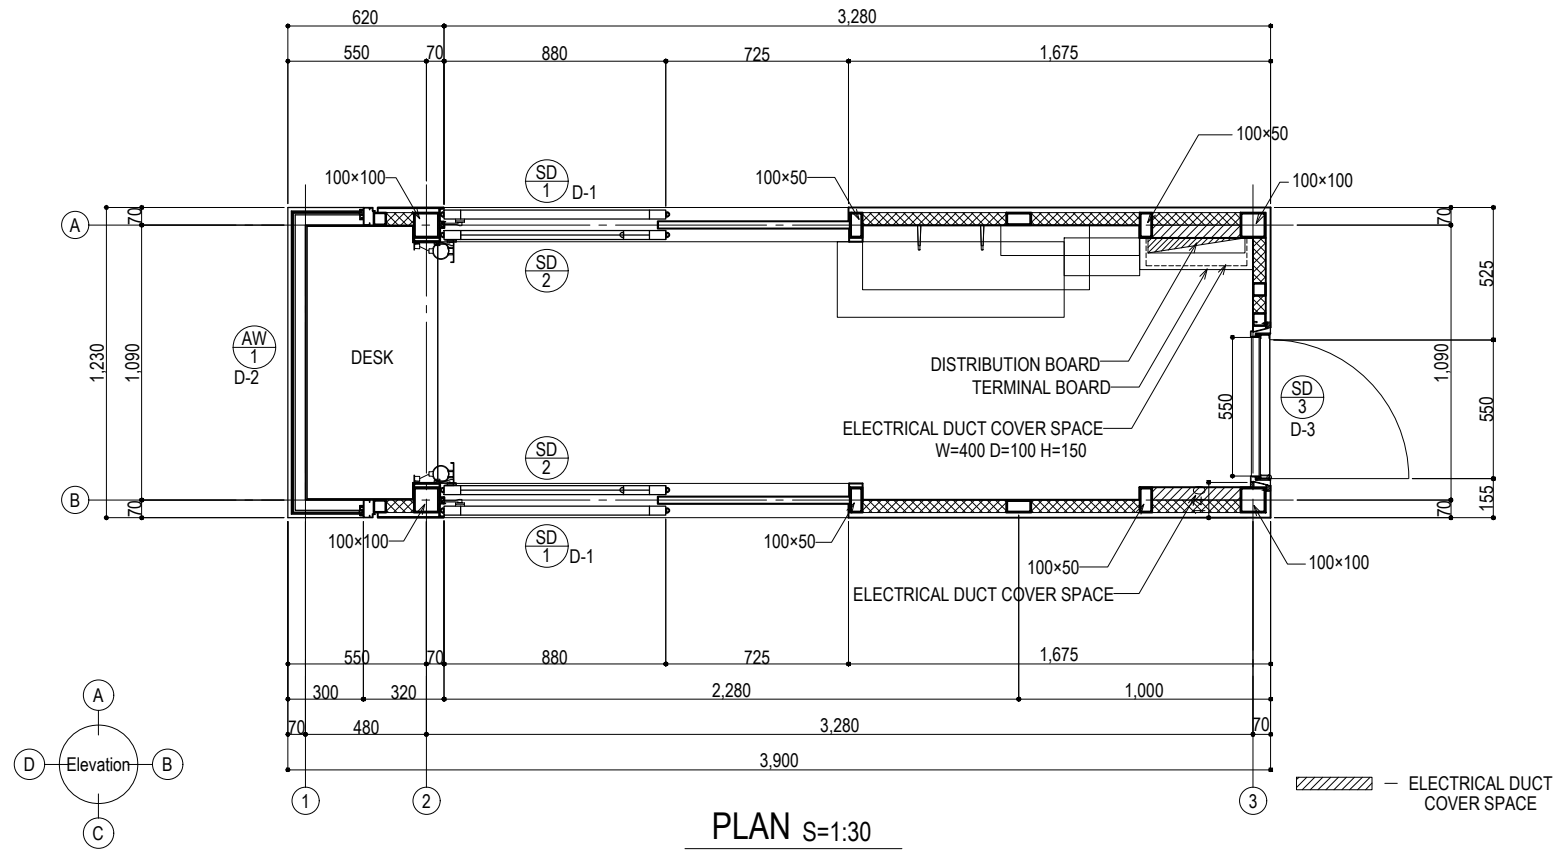 620
3,280
550
70
880
725
1,675
100×50
SD
1
D-1
100×100
100×50
100×100
A
70
70
SD
2
525
1,230
1,090
AW
1
D-2
DESK
DISTRIBUTION BOARD
TERMINAL BOARD
1,090
550
550
SD
3
D-3
ELECTRICAL DUCT COVER SPACE
W=400 D=100 H=150
SD
2
B
70
120
70
155
100×100
SD
1
D-1
100×50
100×50
100×100
ELECTRICAL DUCT COVER SPACE
550
70
880
725
1,675
300
320
2,280
1,000
70
480
3,280
70
3,900
A
D
Elevation
B
C
1
2
3
ELECTRICAL DUCT
COVER SPACE
PLAN S=1:30